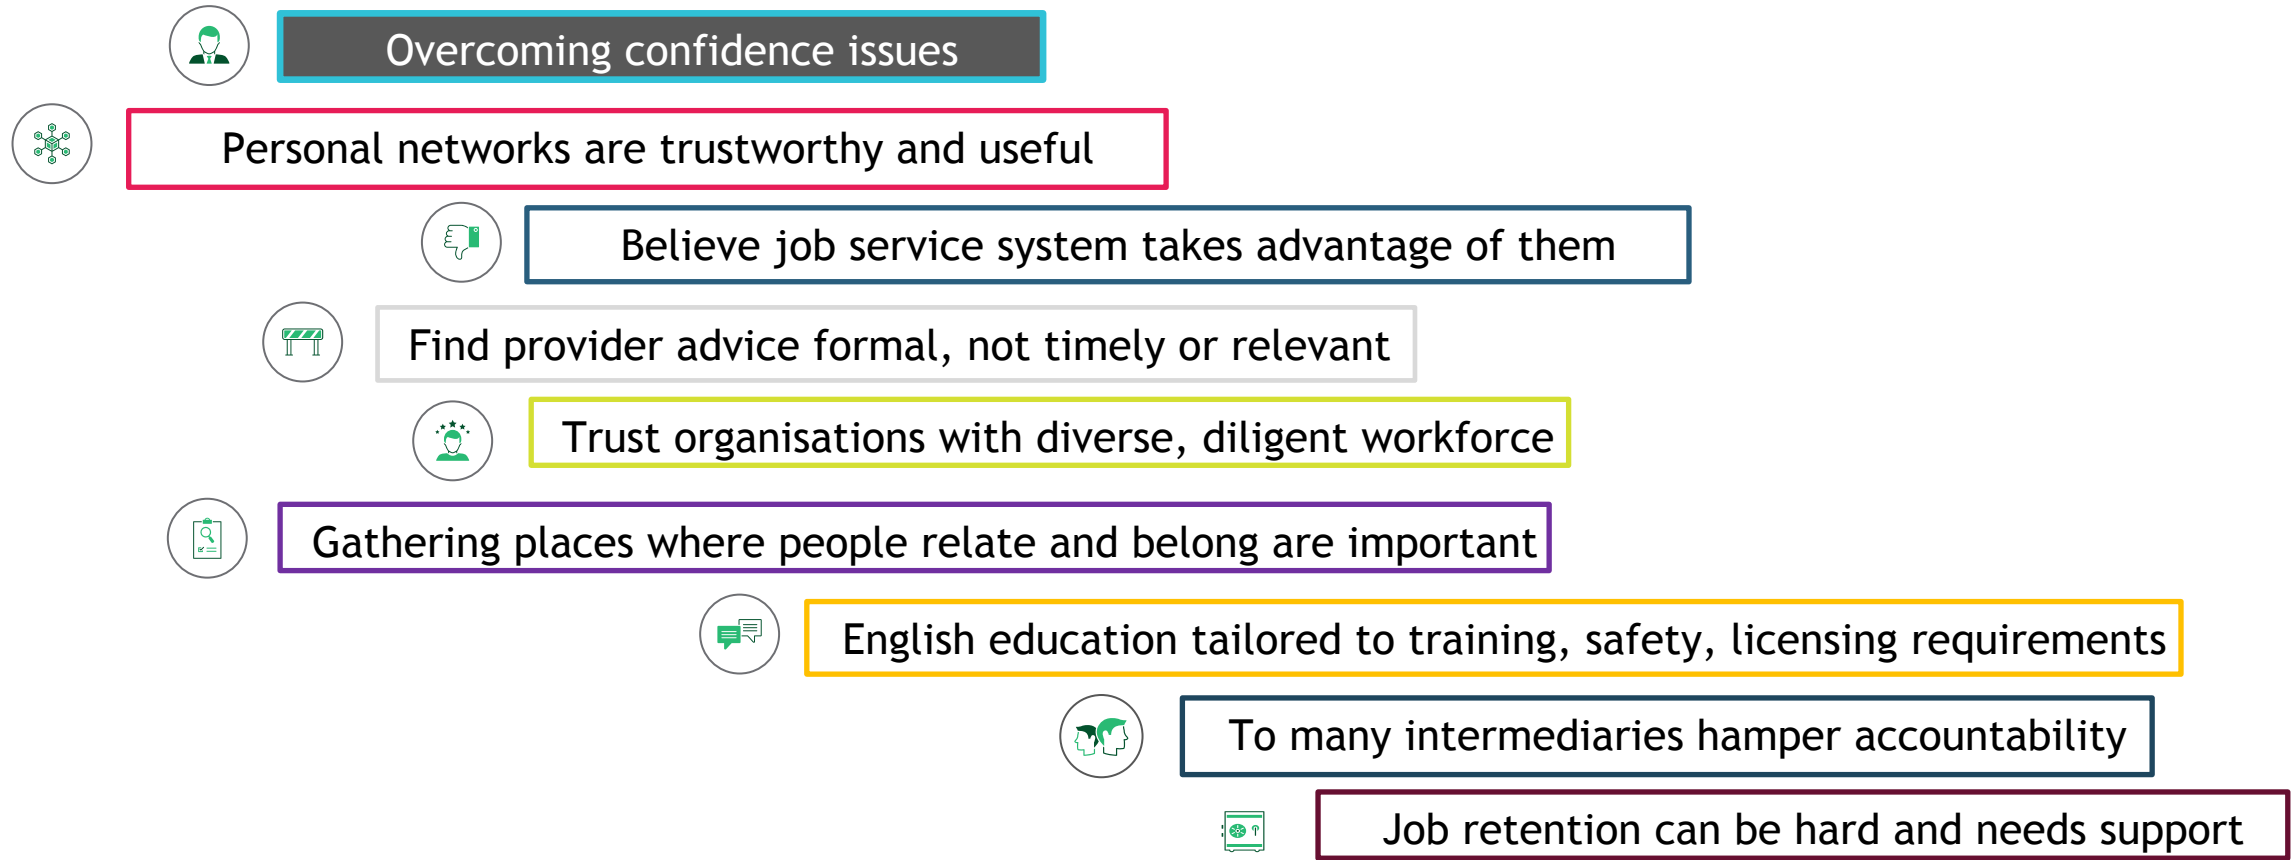 Overcoming confidence issues
Personal networks are trustworthy and useful
Believe job service system takes advantage of them
Find provider advice formal, not timely or relevant
Trust organisations with diverse, diligent workforce
Gathering places where people relate and belong are important
English education tailored to training, safety, licensing requirements
To many intermediaries hamper accountability
Job retention can be hard and needs support